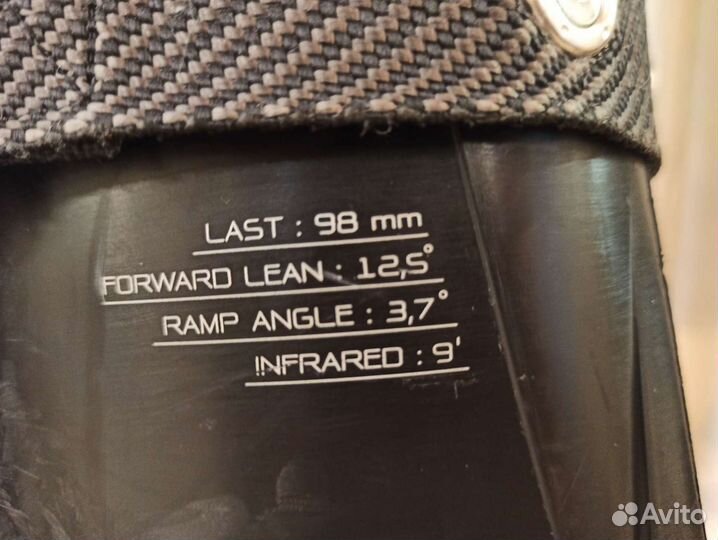 LAST : 98 mm
FORWARD LEAN : 12,5°
RAMP ANGLE : 3,7°
INFRARED : 9'
Avito